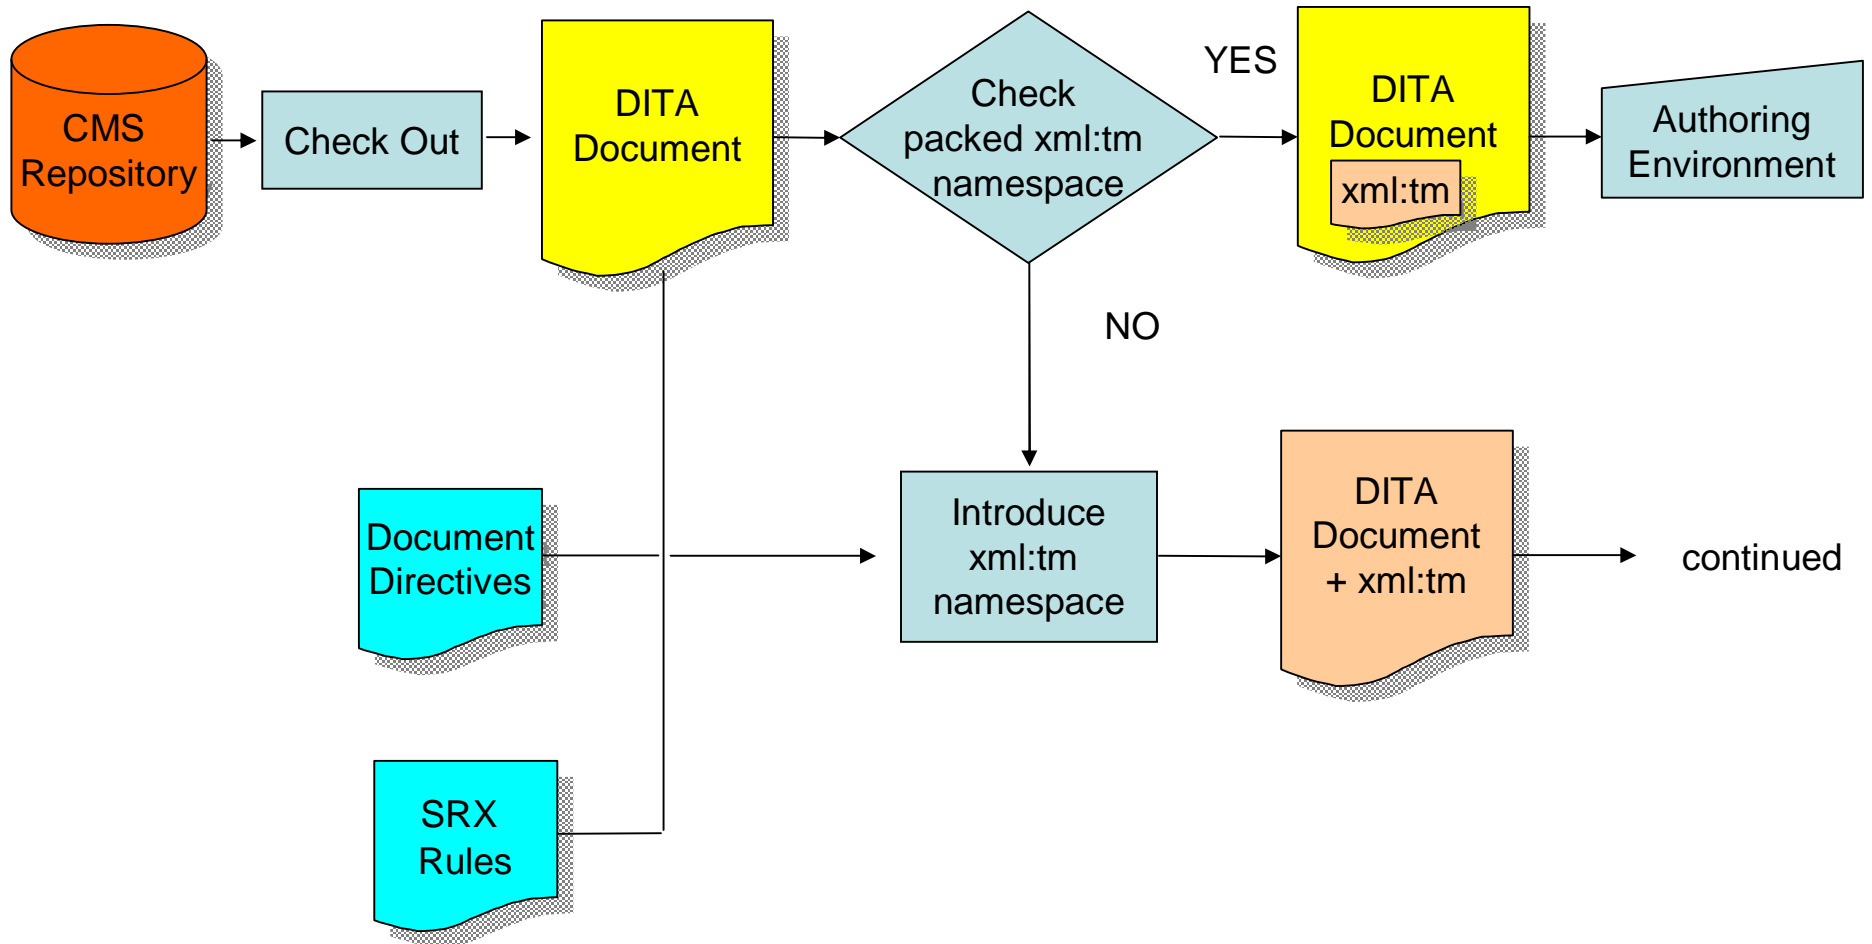 CMS
Repository
Check Out
DITA
Document
Check
packed xml:tm
namespace
YES
DITA
Document
xml:tm
Authoring
Environment
NO
Document
Directives
Introduce
xml:tm
namespace
DITA
Document
+ xml:tm
continued
SRX
Rules